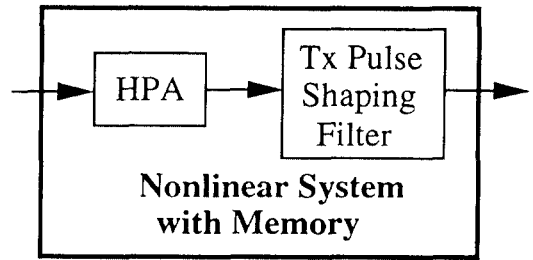 HPA
Tx Pulse
Shaping
Filter
Nonlinear System
with Memory